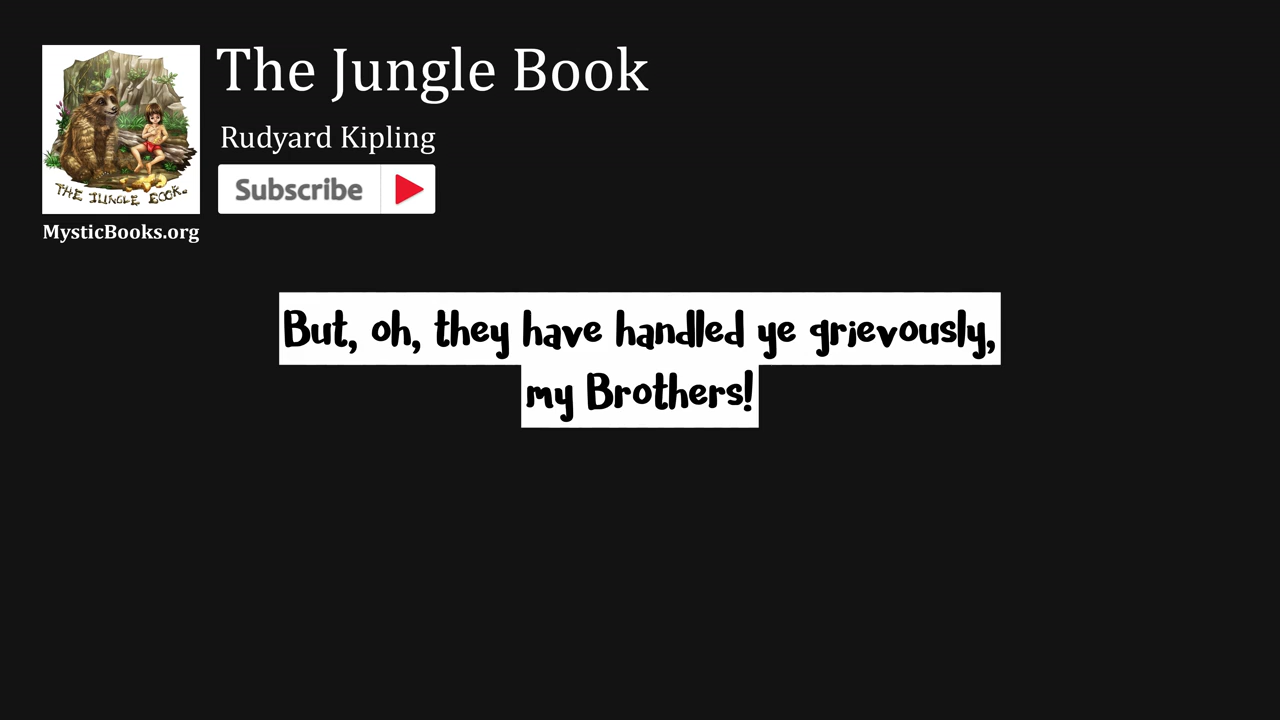 The Jungle Book
Rudyard Kipling
Subscribe
THE JUNGLE BOOK.
MysticBooks.org
But, oh, they have handled ye grievously,
my Brothers!